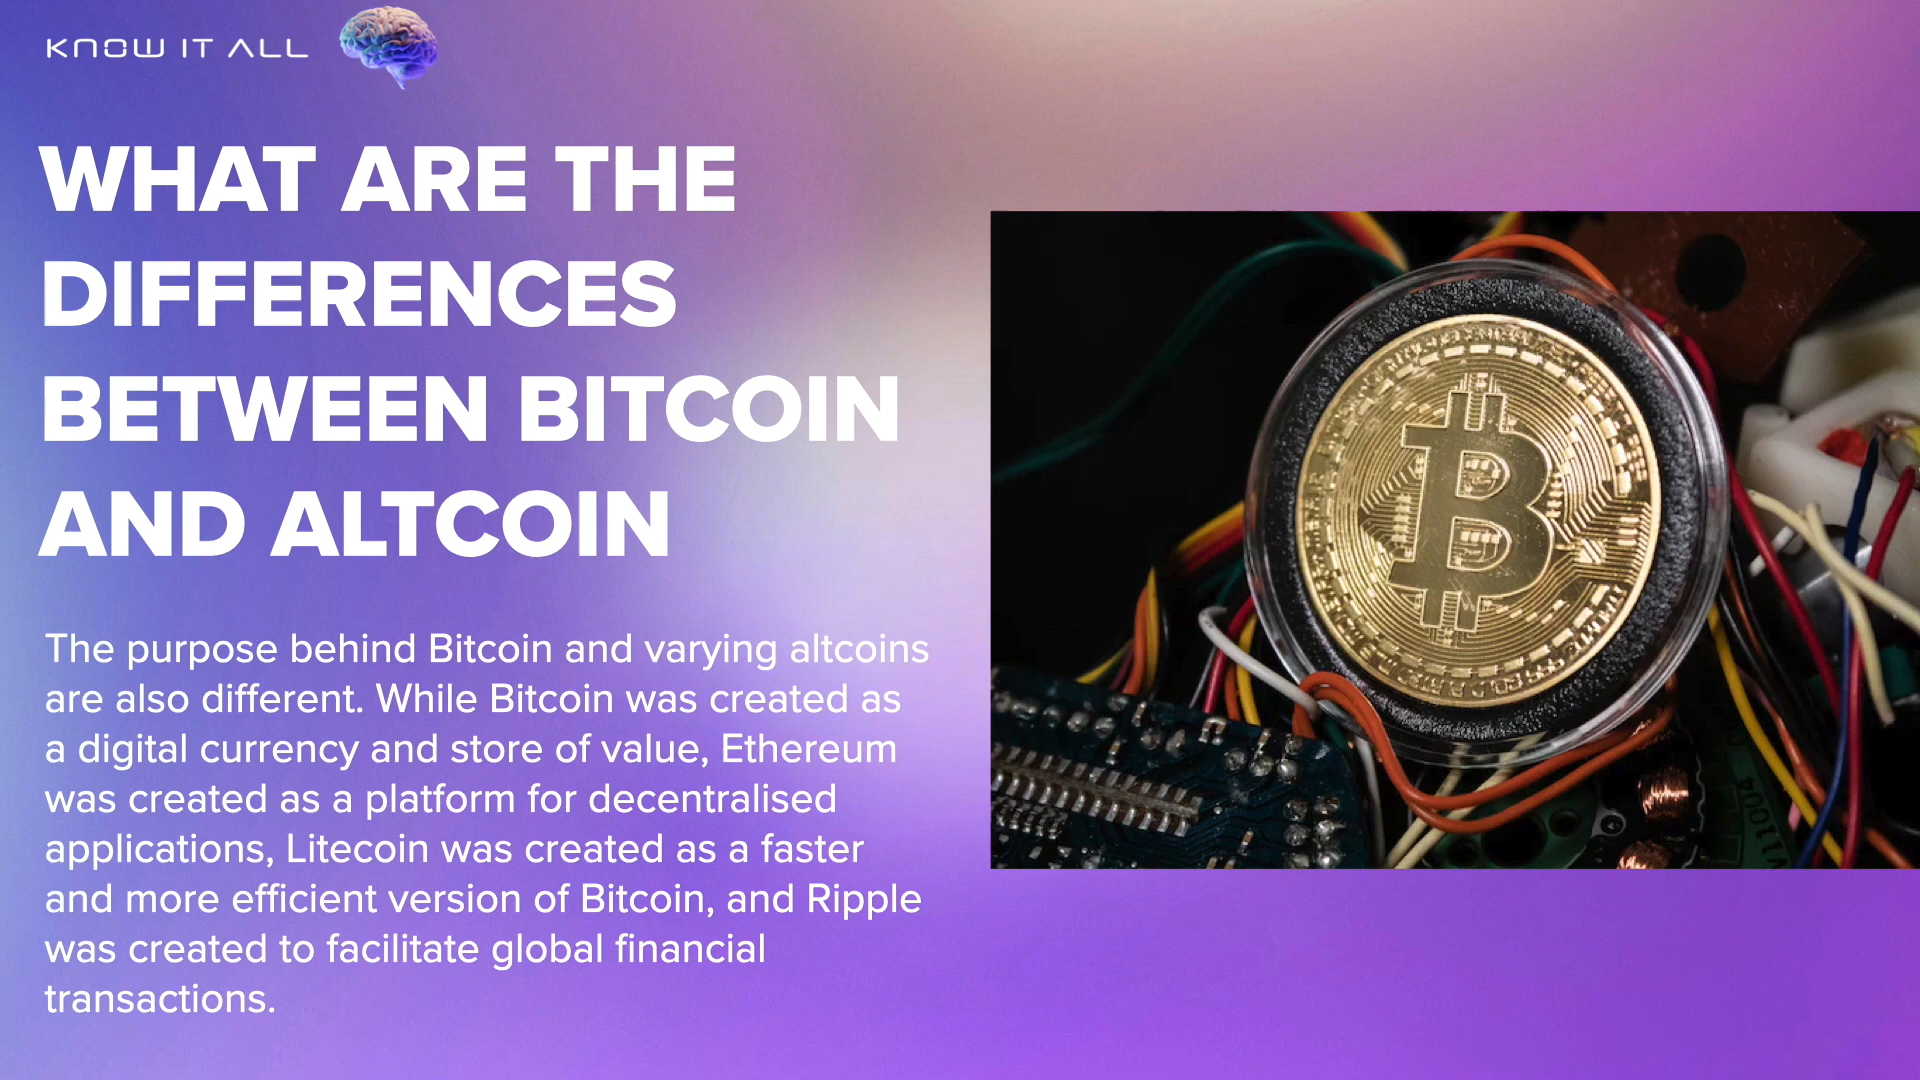 KNOW IT ALL
WHAT ARE THE
DIFFERENCES
BETWEEN BITCOIN
AND ALTCOIN
The purpose behind Bitcoin and varying altcoins
are also different. While Bitcoin was created as
a digital currency and store of value, Ethereum
was created as a platform for decentralised
applications, Litecoin was created as a faster
and more efficient version of Bitcoin, and Ripple
was created to facilitate global financial
transactions.
V11004